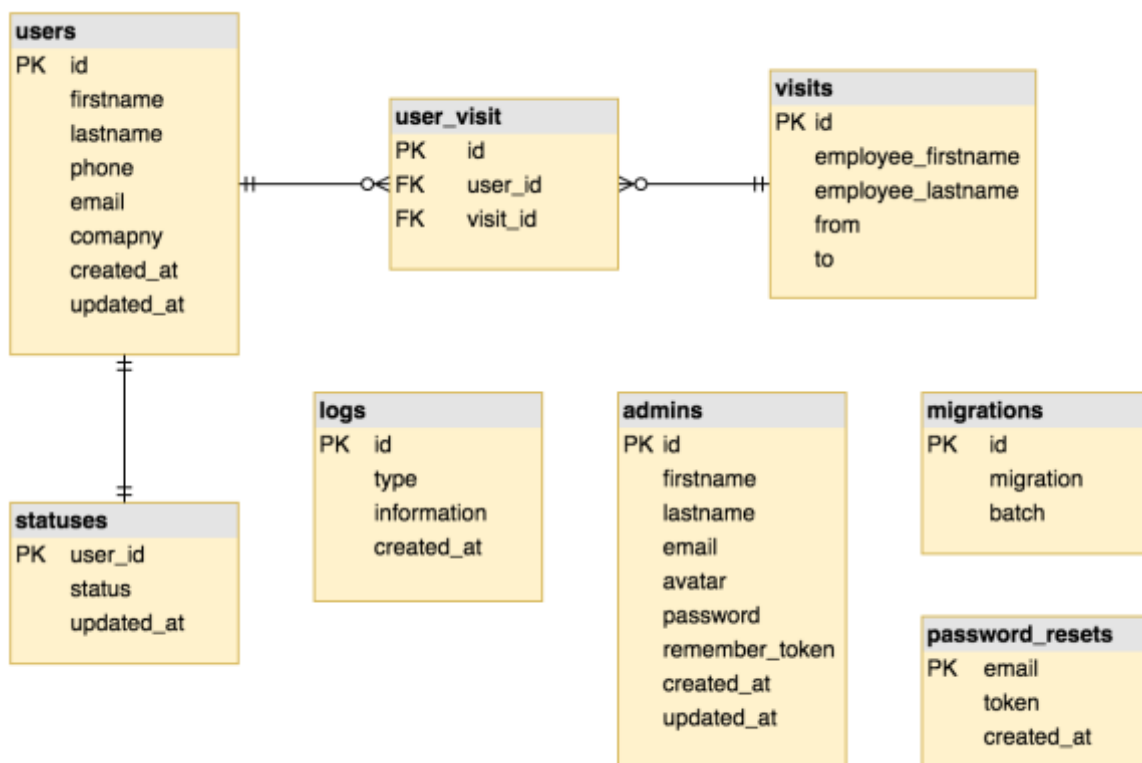 users
PK id
firstname
lastname
phone
email
comapny
created_at
updated_at
user_visit
PK id
FK user_id
FK visit_id
visits
PK id
employee_firstname
employee_lastname
from
to
statuses
PK user_id
status
updated_at
logs
PK id
type
information
created_at
admins
PK id
firstname
lastname
email
avatar
password
remember_token
created_at
updated_at
migrations
PK id
migration
batch
password_resets
PK email
token
created_at